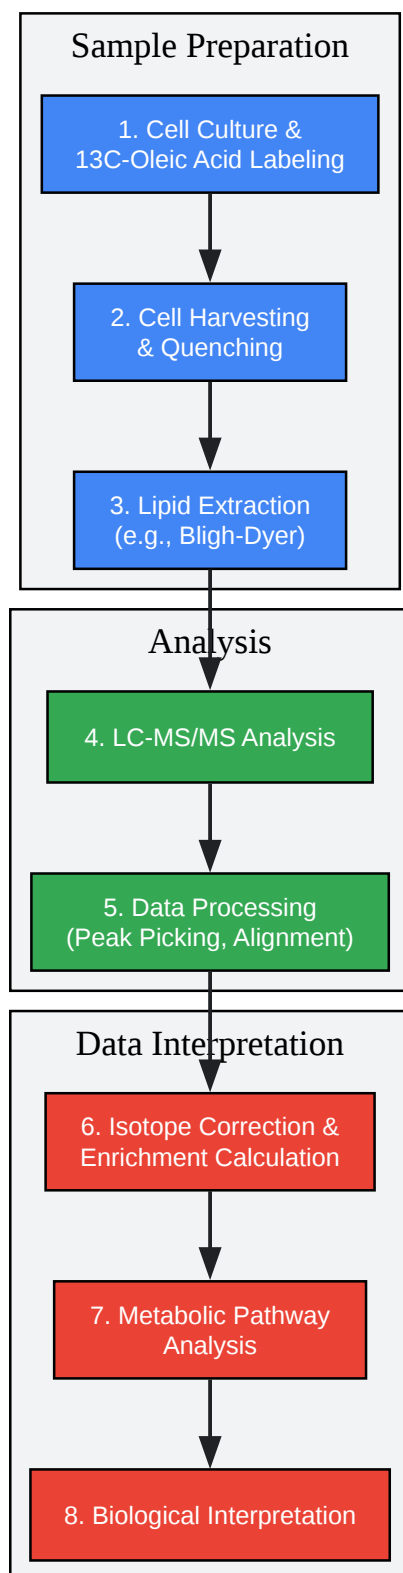 Sample Preparation
1. Cell Culture &
13C-Oleic Acid Labeling
2. Cell Harvesting
& Quenching
3. Lipid Extraction
(e.g., Bligh-Dyer)
Analysis
4. LC-MS/MS Analysis
5. Data Processing
(Peak Picking, Alignment)
Data Interpretation
6. Isotope Correction &
Enrichment Calculation
7. Metabolic Pathway
Analysis
8. Biological Interpretation